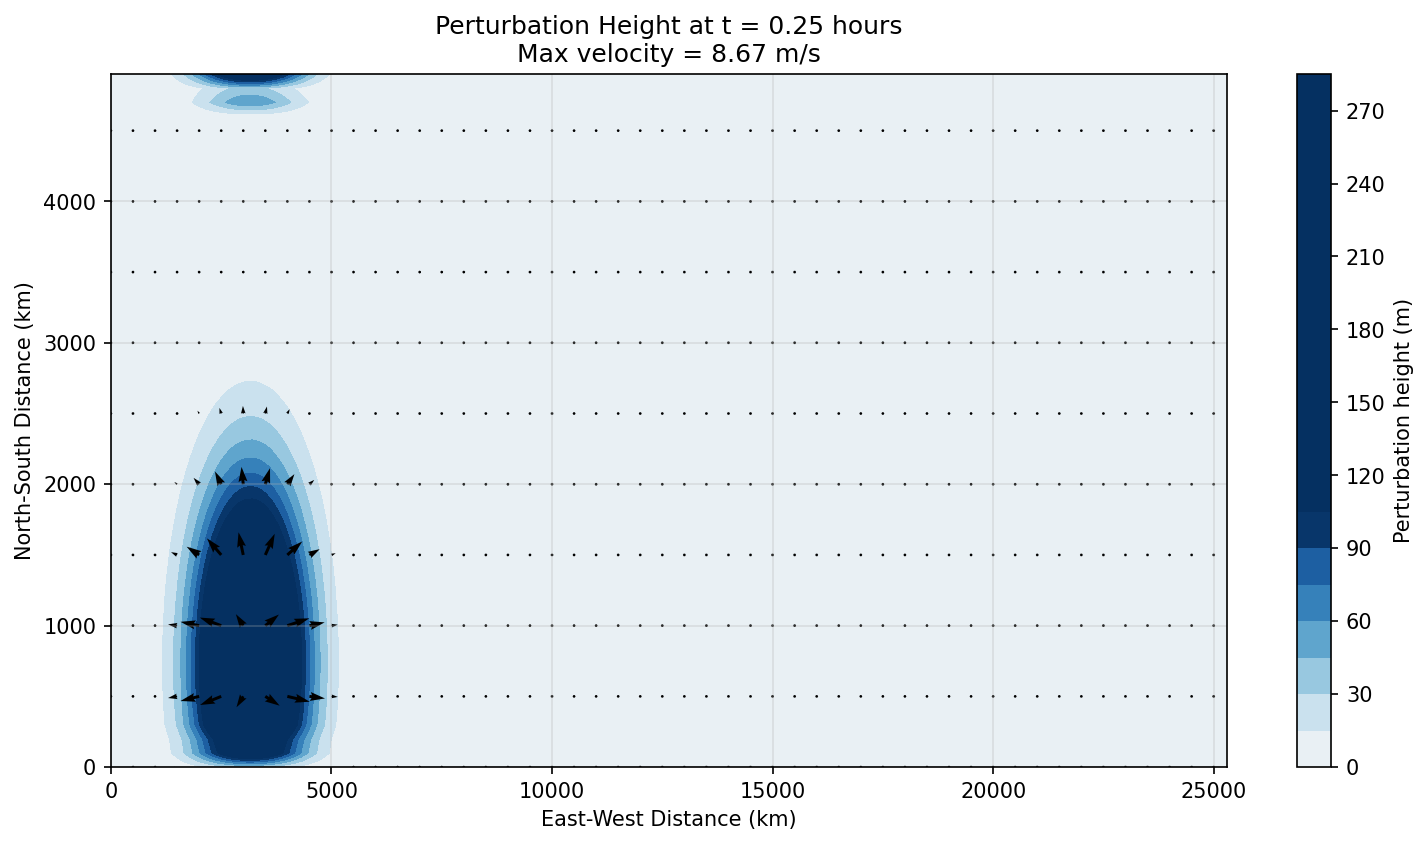 Perturbation Height at t = 0.25 hours
Max velocity = 8.67 m/s
North-South Distance (km)
4000
3000
2000
1000
0
0 5000 10000 15000 20000 25000
East-West Distance (km)
270
240
210
180
150
120
90
60
30
0
Perturbation height (m)